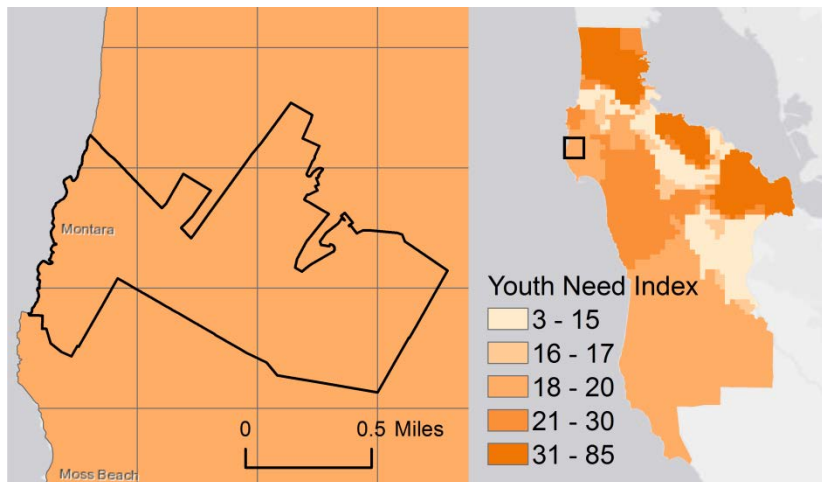 Montara
0 0.5 Miles
Moss Beach
Youth Need Index
3 - 15
16 - 17
18 - 20
21 - 30
31 - 85